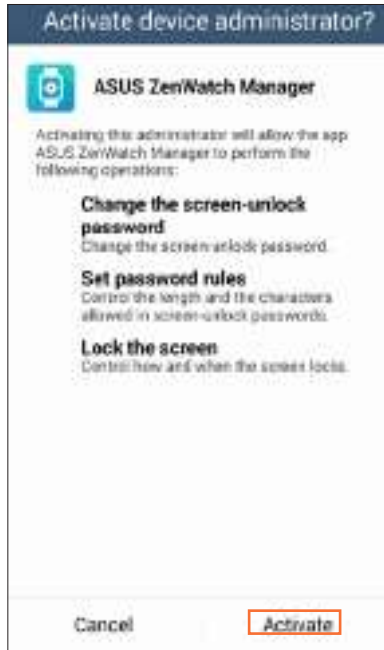 Activate device administrator?
ASUS ZenWatch Manager
Activating this administrator will allow the app
ASUS ZenWatch Manager to perform the
following operations:
Change the screen-unlock
password
Change the screen-unlock password.
Set password rules
Control the length and the characters
allowed in screen-unlock passwords.
Lock the screen
Control how and when the screen locks.
Cancel
Activate